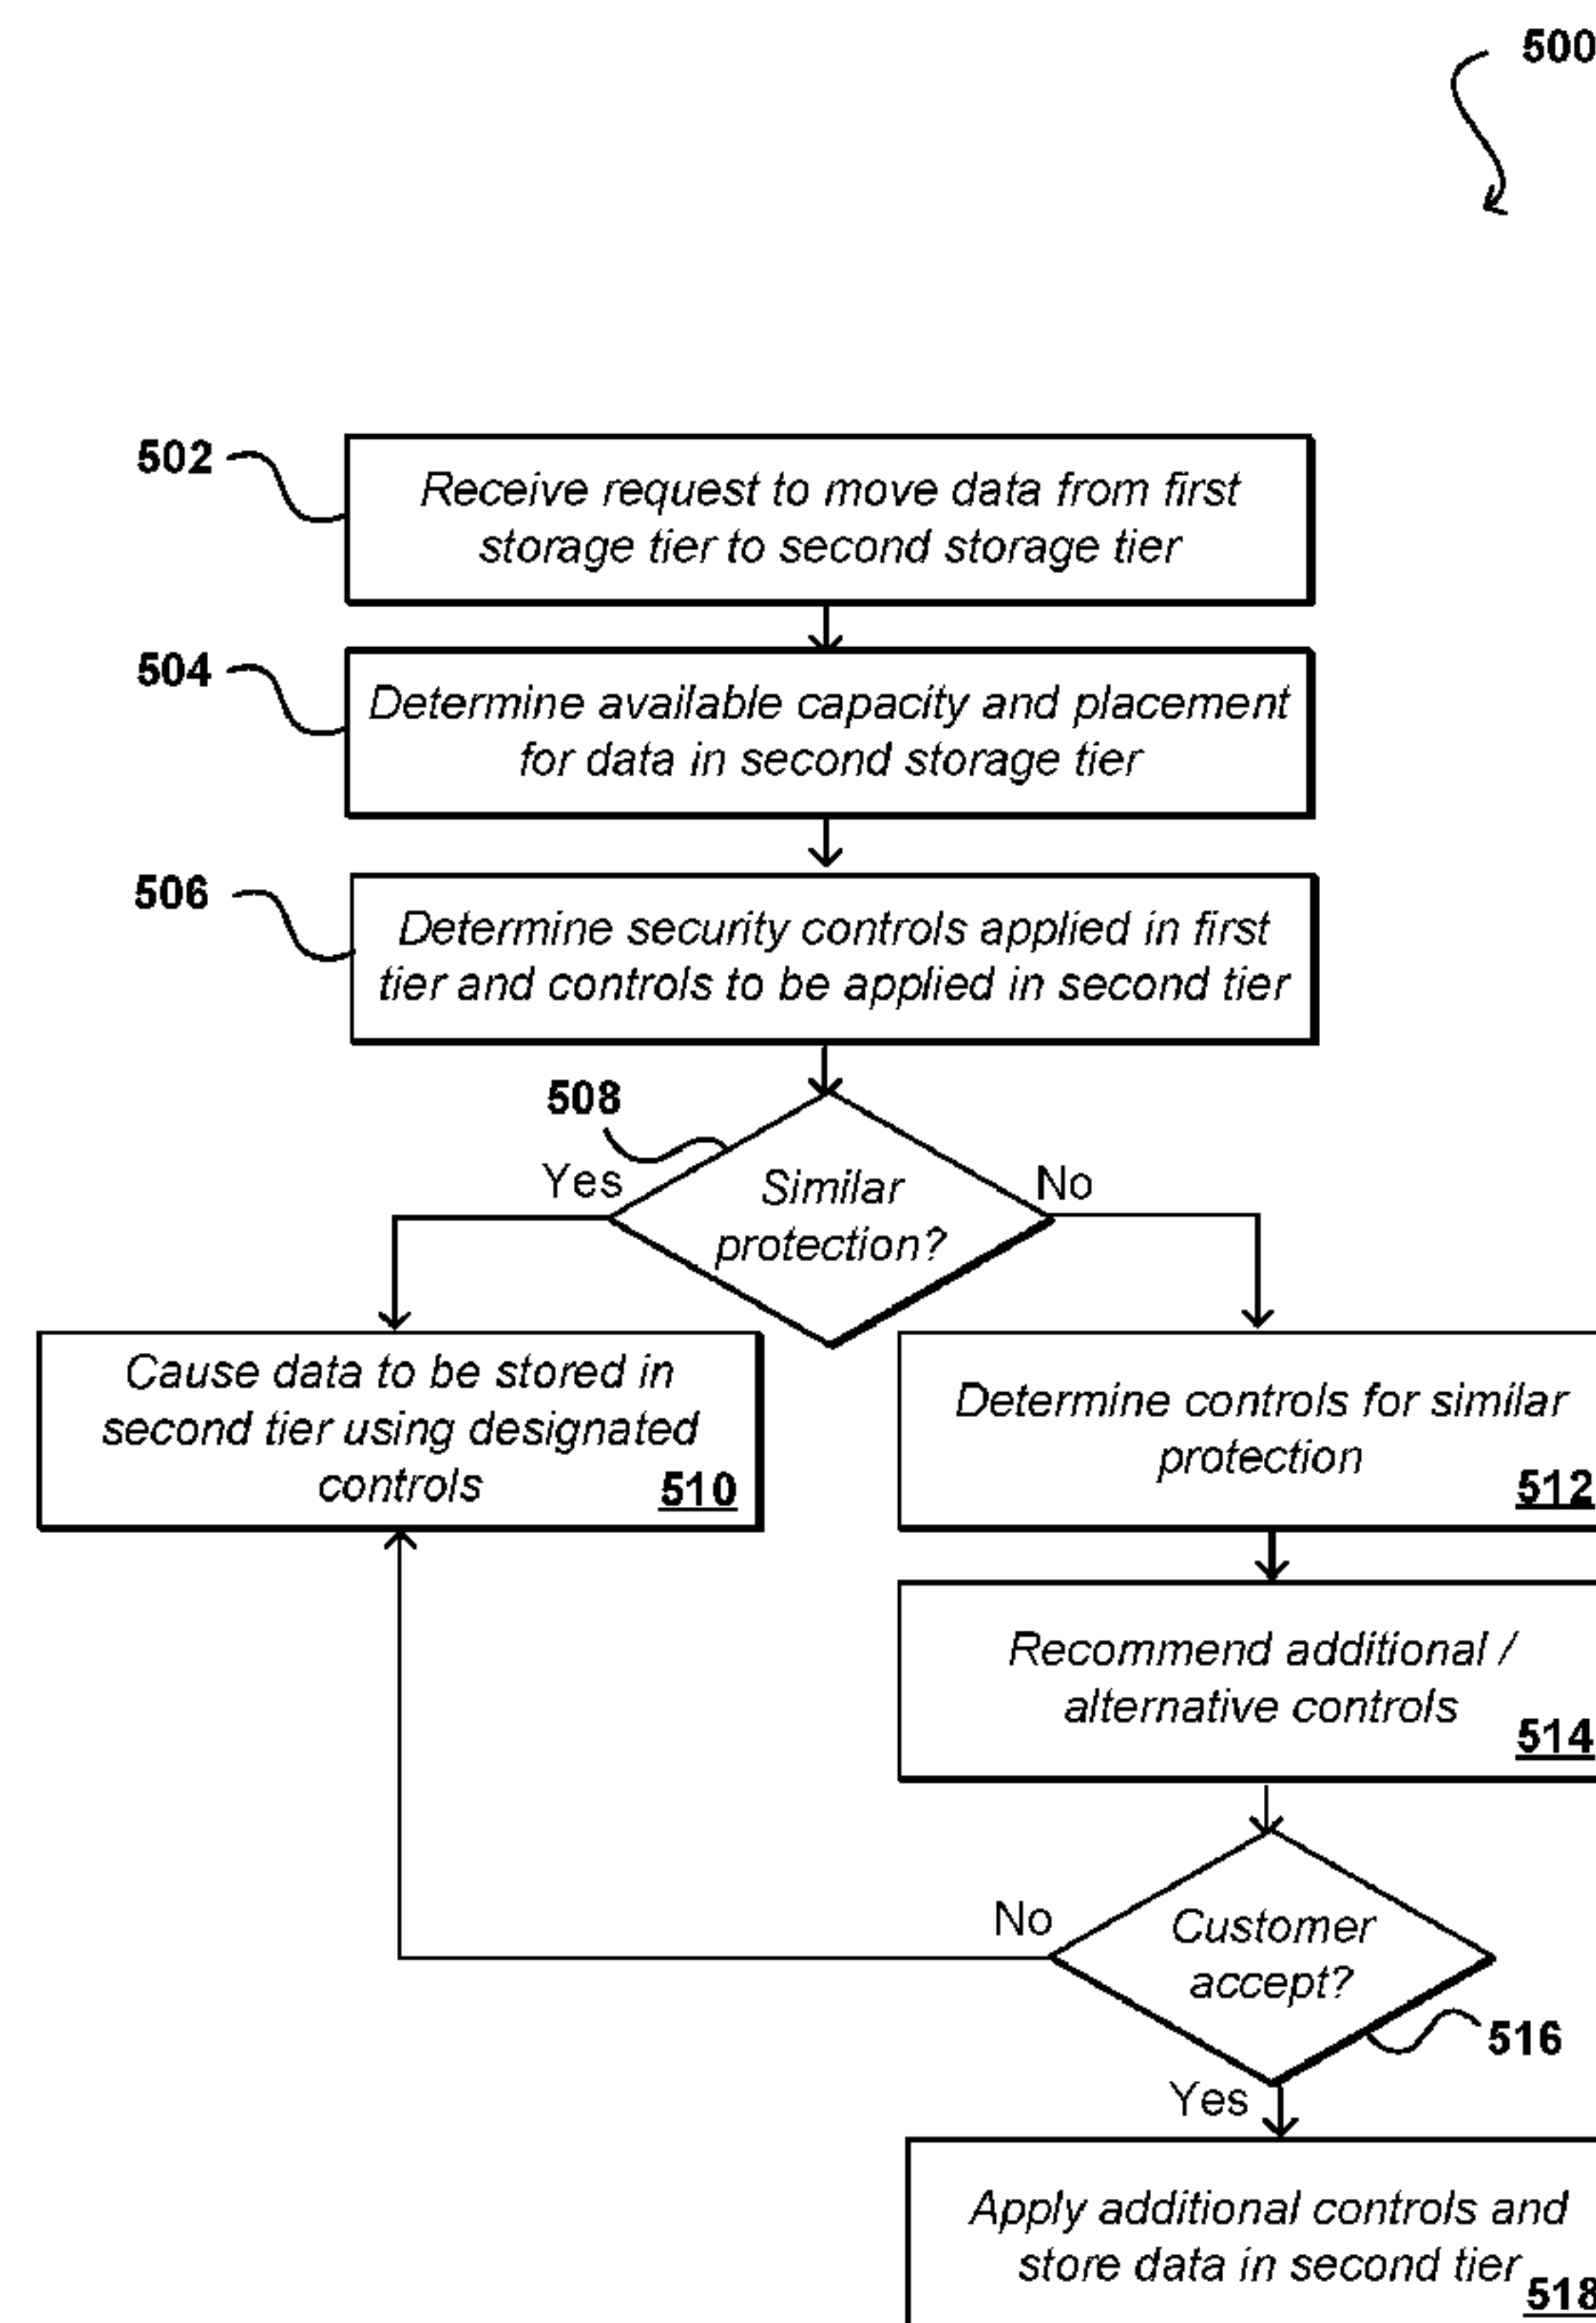 500
502
Receive request to move data from first
storage tier to second storage tier
504
Determine available capacity and placement
for data in second storage tier
506
Determine security controls applied in first
tier and controls to be applied in second tier
508
Yes
Similar
protection?
No
Cause data to be stored in
second tier using designated
controls
510
Determine controls for similar
protection
512
Recommend additional /
alternative controls
514
No
Customer
accept?
516
Yes
Apply additional controls and
store data in second tier
518